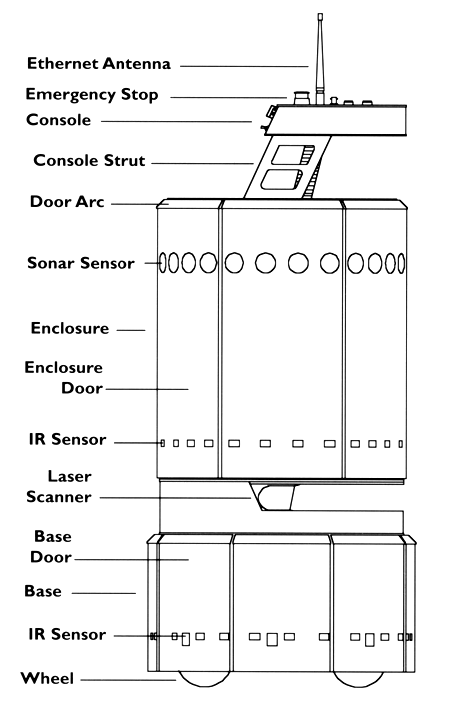 Ethernet Antenna
Emergency Stop
Console
Console Strut
Door Arc
Sonar Sensor
Enclosure
Enclosure
Door
IR Sensor
Laser
Scanner
Base
Door
Base
IR Sensor
Wheel